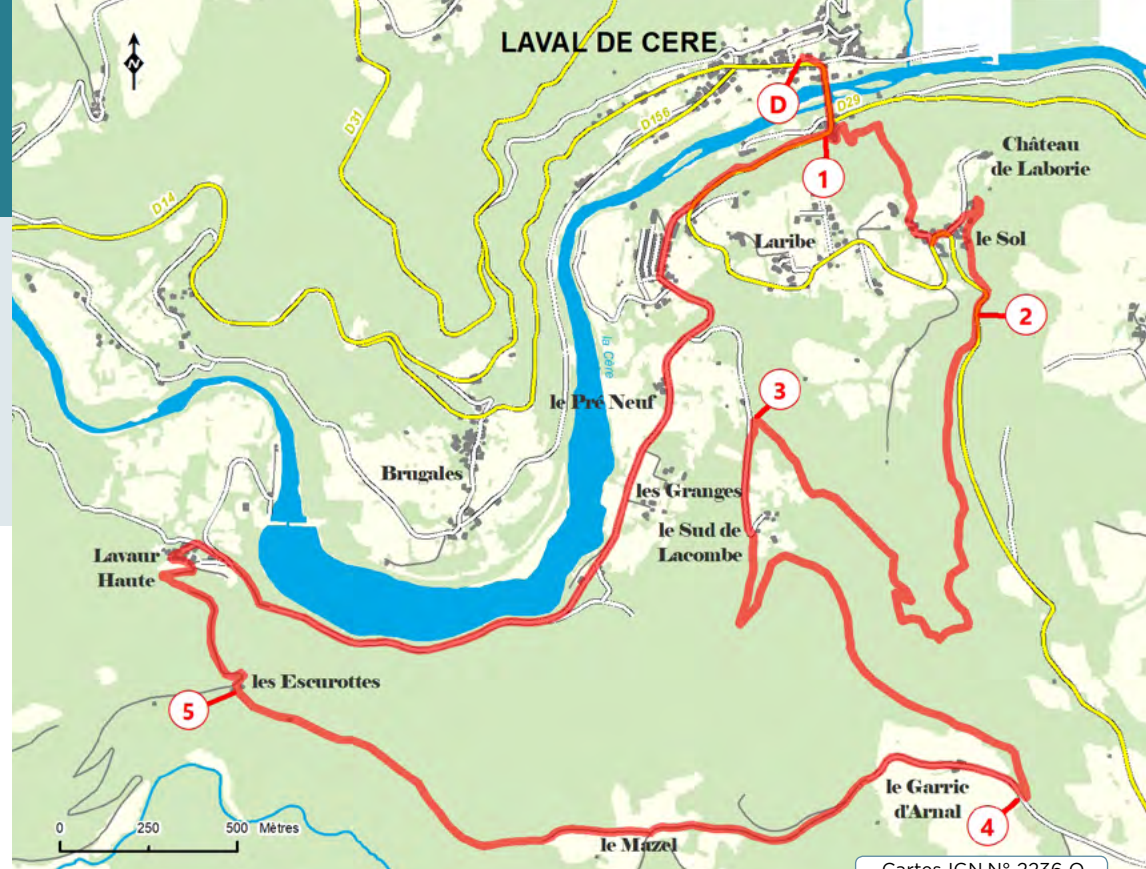 LAVAL DE CERE
D
D31
D156
D29
Château
de Laborie
1
D14
Laribe
le Sol
2
la Cère
3
le Pré Neuf
Brugales
les Granges
le Sud de
Lacombe
Lavaur
Haute
les Escurottes
5
le Garric
d'Arnal
4
0 250 500 Mètres
le Mazel
N